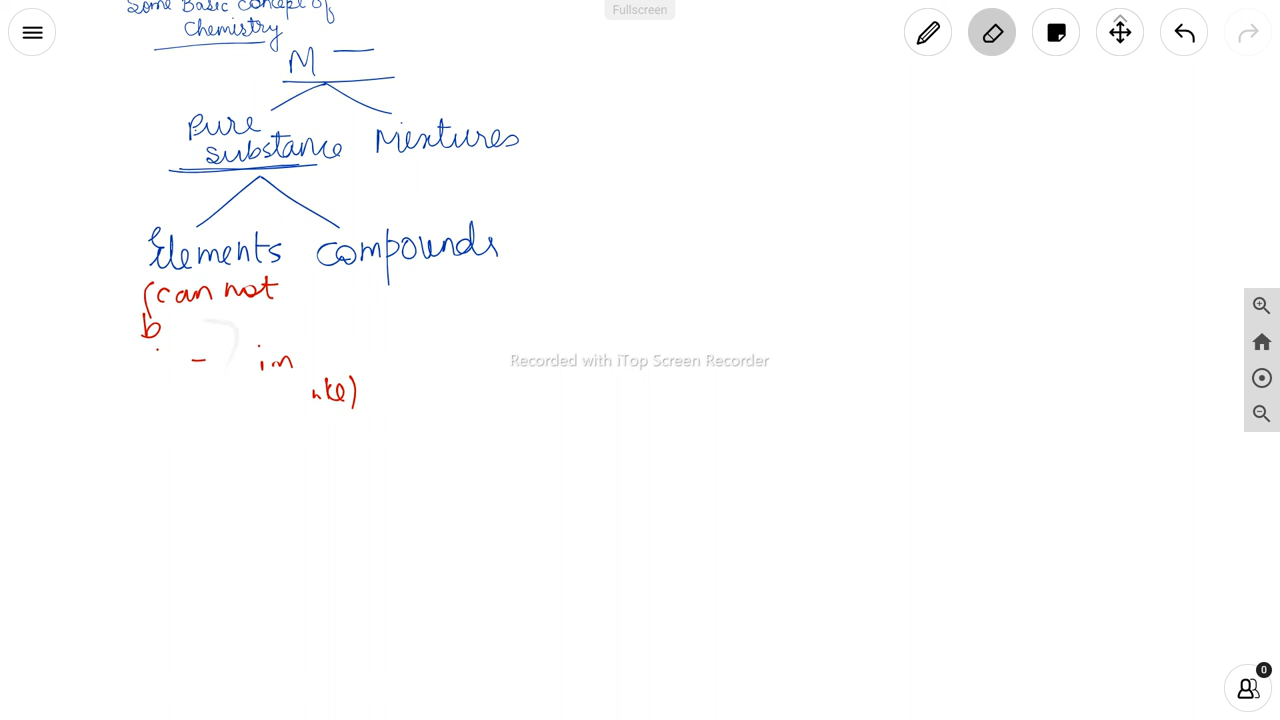 Fullscreen
Some Basic Concept of
Chemistry
M
Pure
substance
Mixtures
Elements
compounds
(can not
b
im
Recorded with iTop Screen Recorder
0